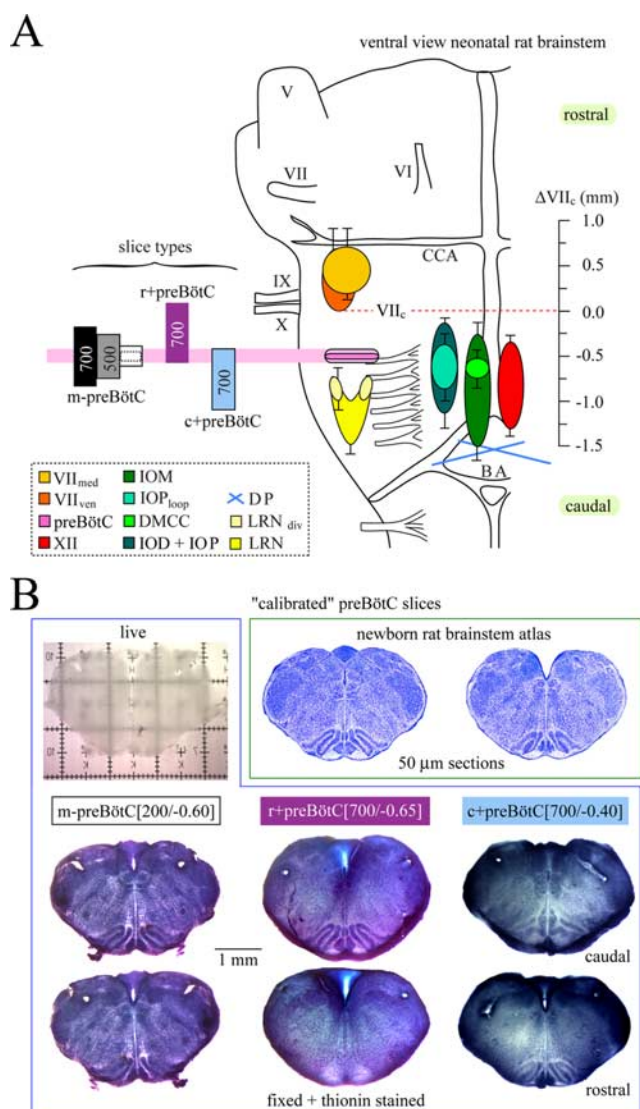 A
ventral view neonatal rat brainstem
V
rostral
VII
VI
ΔVIIc (mm)
slice types
1.0
r+preBötC
CCA
0.5
IX
700
X
VIIc
0.0
700
500
-0.5
m-preBötC
700
c+preBötC
-1.0
-1.5
BA
caudal
VIImed
IOM
DP
VIIven
IOPloop
preBötC
DMCC
LRN div
XII
IOD + IOP
LRN
B
"calibrated" preBötC slices
live
newborn rat brainstem atlas
50 µm sections
m-preBötC[200/-0.60]
r+preBötC[700/-0.65]
c+preBötC[700/-0.40]
1 mm
caudal
rostral
fixed + thionin stained